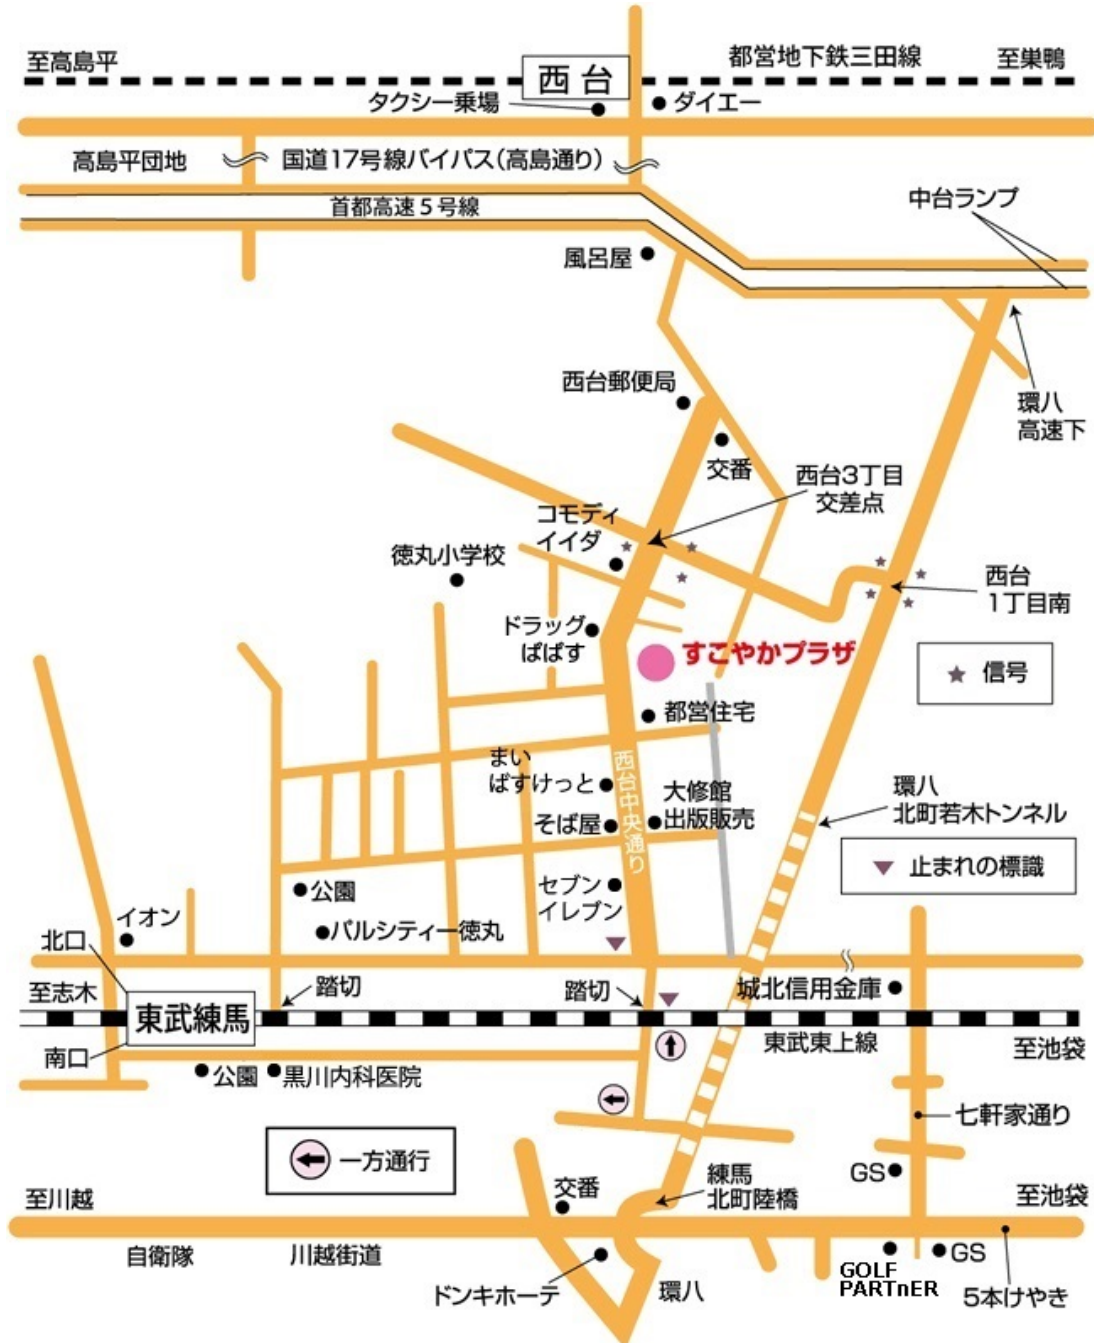 至高島平
西台
都営地下鉄三田線
至巣鴨
タクシー乗場
ダイエー
高島平団地
国道17号線バイパス(高島通り)
首都高速5号線
中台ランプ
風呂屋
西台郵便局
環八
高速下
交番
西台3丁目
交差点
コモディ
イイダ
徳丸小学校
西台
1丁目南
ドラッグ
ぱぱす
すこやかプラザ
信号
都営住宅
まい
ばすけっと
西台中央通り
大修館
出版販売
環八
北町若木トンネル
そば屋
止まれの標識
公園
セブン
イレブン
イオン
パルシティー徳丸
北口
至志木
踏切
踏切
城北信用金庫
東武練馬
東武東上線
至池袋
南口
公園
黒川内科医院
七軒家通り
一方通行
GS
至川越
交番
練馬
北町陸橋
至池袋
自衛隊
川越街道
GS
ドンキホーテ
環八
GOLF
PARTnER
5本けやき